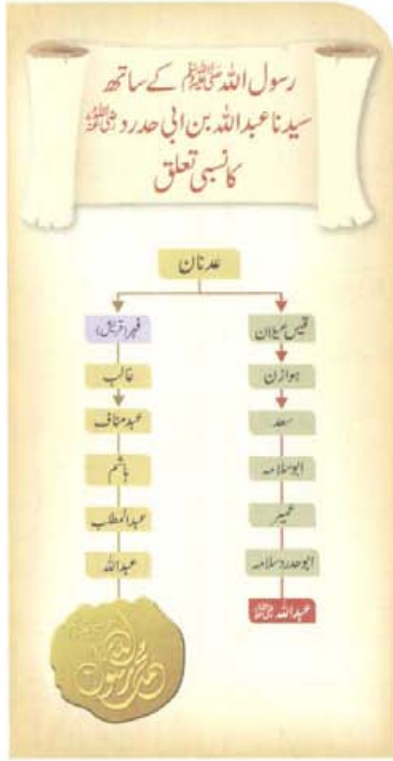 رسول اللہ ﷺ کے ساتھ
سیدنا عبداللہ بن ابی حدرد رضی اللہ عنہ
کا نسبی تعلق
عدنان
قیس عیلان
ہوازن
سعد
ابو سلامہ
عمیر
ابو حدرد سلامہ
عبداللہ رضی اللہ عنہ
فہر (قریش)
غالب
عبد مناف
ہاشم
عبدالمطلب
عبداللہ
محمد رسول اللہ